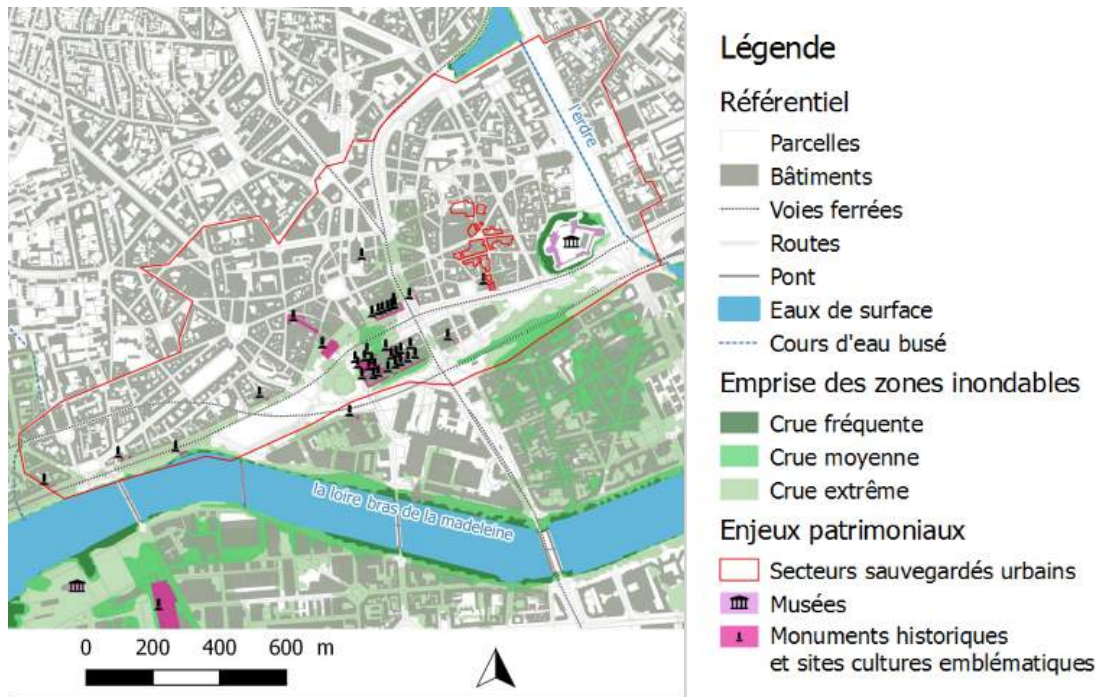 l'erdre
la loire bras de la madeleine
0 200 400 600 m
Légende
Référentiel
Parcelles
Bâtiments
Voies ferrées
Routes
Pont
Eaux de surface
Cours d'eau busé
Emprise des zones inondables
Crue fréquente
Crue moyenne
Crue extrême
Enjeux patrimoniaux
Secteurs sauvegardés urbains
Musées
Monuments historiques
et sites cultures emblématiques